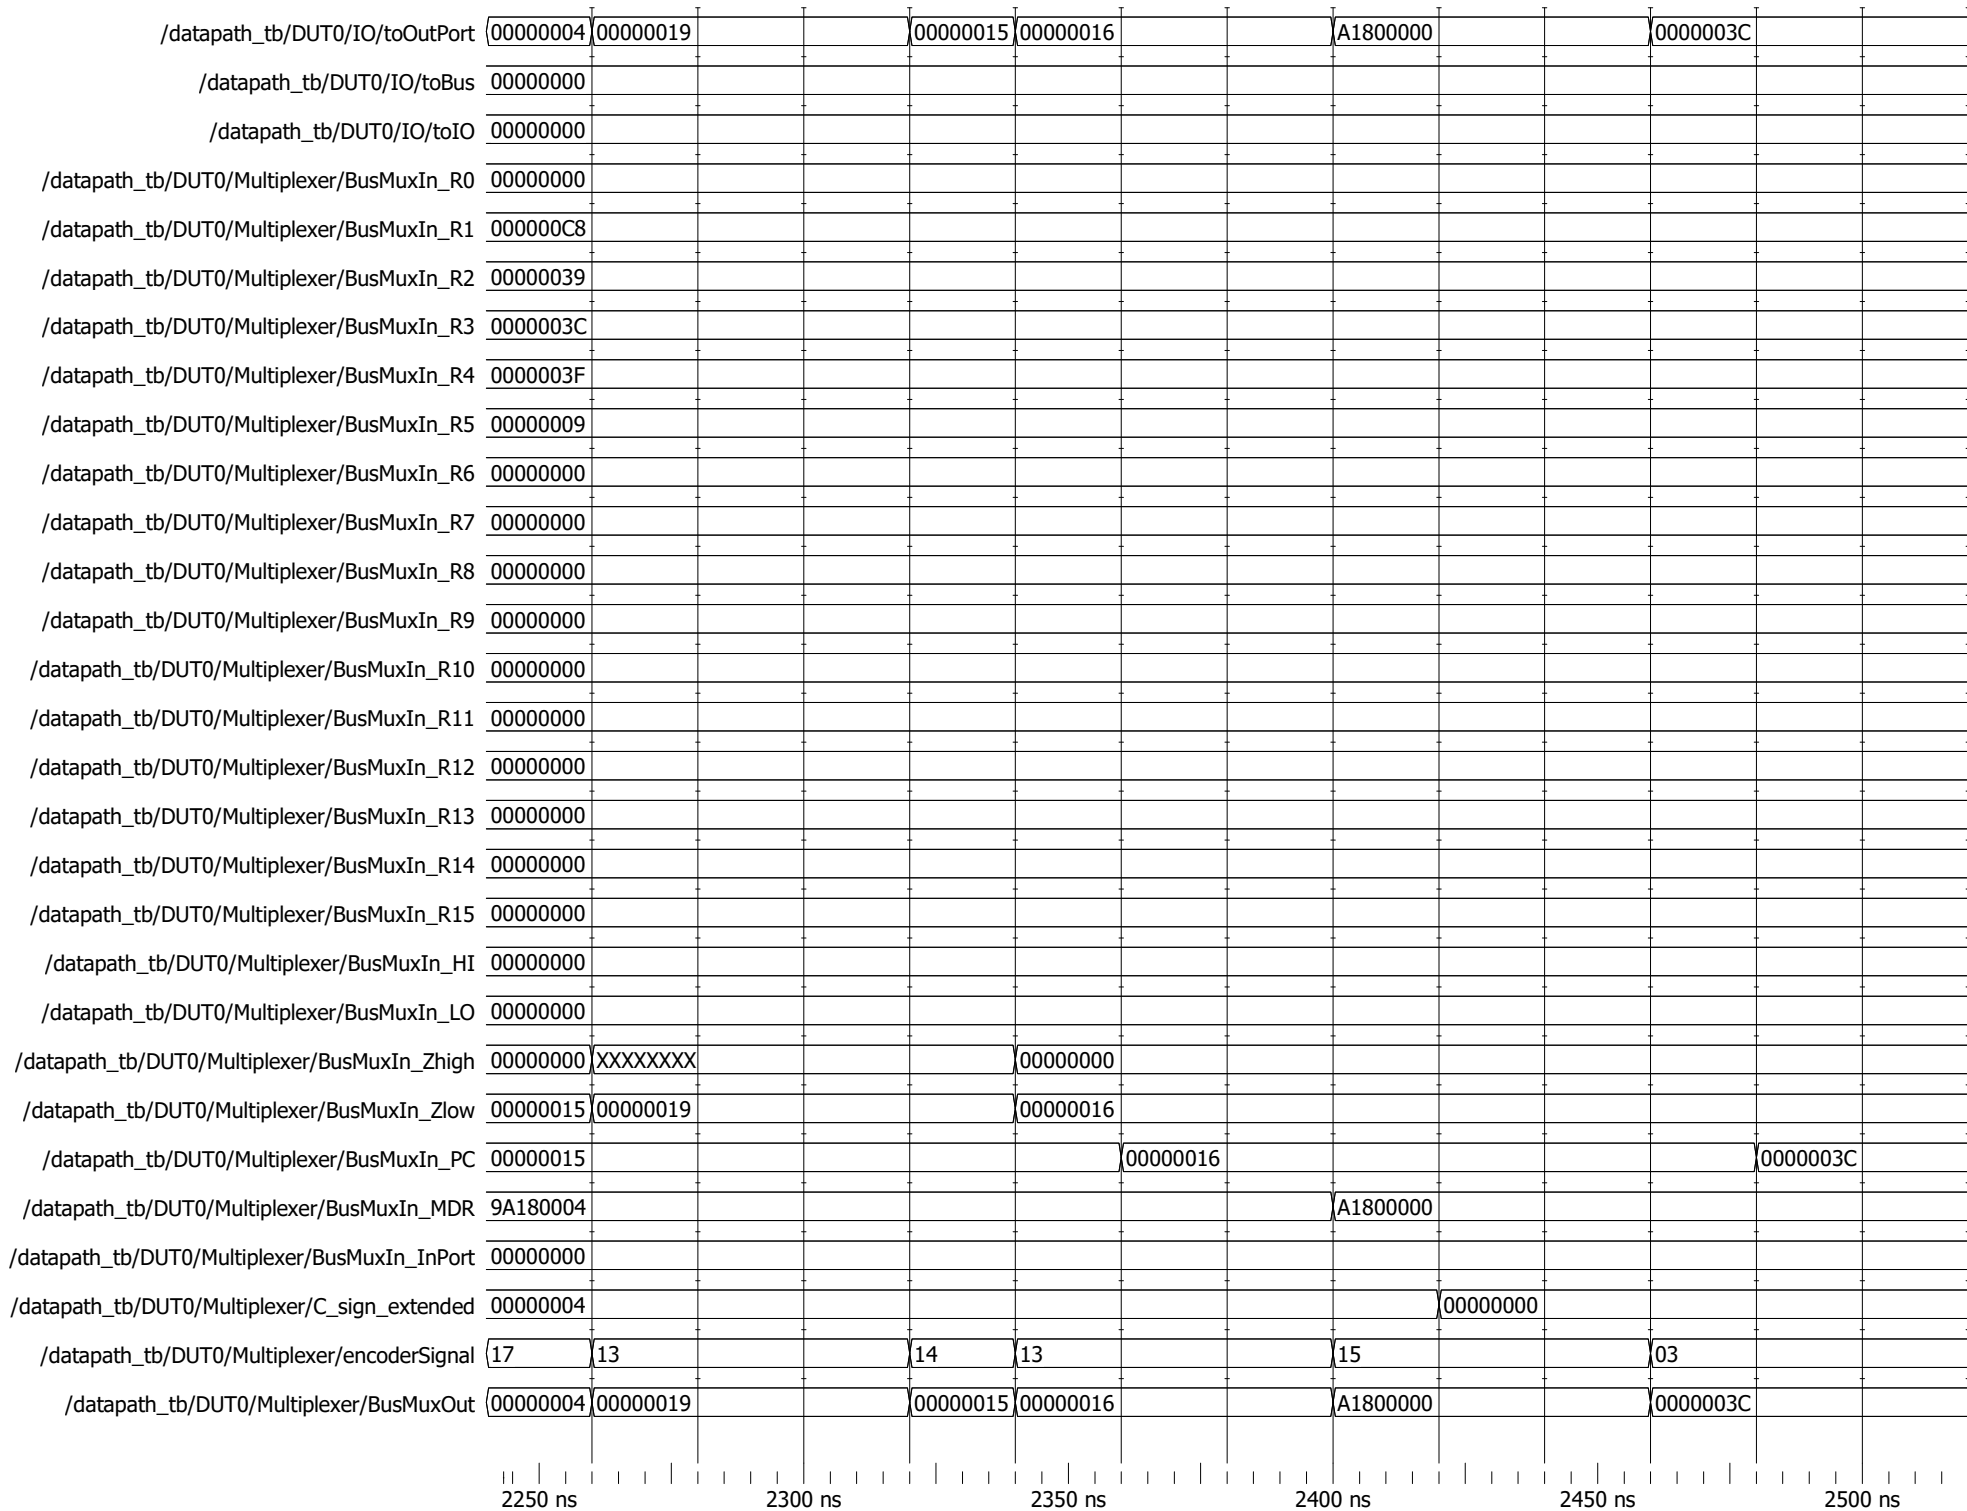 /datapath_tb/DUT0/IO/toOutPort 00000004 00000019 00000015 00000016 A1800000 0000003C
/datapath_tb/DUT0/IO/toBus 00000000
/datapath_tb/DUT0/IO/toIO 00000000
/datapath_tb/DUT0/Multiplexer/BusMuxIn_R0 00000000
/datapath_tb/DUT0/Multiplexer/BusMuxIn_R1 000000C8
/datapath_tb/DUT0/Multiplexer/BusMuxIn_R2 00000039
/datapath_tb/DUT0/Multiplexer/BusMuxIn_R3 0000003C
/datapath_tb/DUT0/Multiplexer/BusMuxIn_R4 0000003F
/datapath_tb/DUT0/Multiplexer/BusMuxIn_R5 00000009
/datapath_tb/DUT0/Multiplexer/BusMuxIn_R6 00000000
/datapath_tb/DUT0/Multiplexer/BusMuxIn_R7 00000000
/datapath_tb/DUT0/Multiplexer/BusMuxIn_R8 00000000
/datapath_tb/DUT0/Multiplexer/BusMuxIn_R9 00000000
/datapath_tb/DUT0/Multiplexer/BusMuxIn_R10 00000000
/datapath_tb/DUT0/Multiplexer/BusMuxIn_R11 00000000
/datapath_tb/DUT0/Multiplexer/BusMuxIn_R12 00000000
/datapath_tb/DUT0/Multiplexer/BusMuxIn_R13 00000000
/datapath_tb/DUT0/Multiplexer/BusMuxIn_R14 00000000
/datapath_tb/DUT0/Multiplexer/BusMuxIn_R15 00000000
/datapath_tb/DUT0/Multiplexer/BusMuxIn_HI 00000000
/datapath_tb/DUT0/Multiplexer/BusMuxIn_LO 00000000
/datapath_tb/DUT0/Multiplexer/BusMuxIn_Zhigh 00000000 XXXXXXXX 00000000
/datapath_tb/DUT0/Multiplexer/BusMuxIn_Zlow 00000015 00000019 00000016
/datapath_tb/DUT0/Multiplexer/BusMuxIn_PC 00000015 00000016 0000003C
/datapath_tb/DUT0/Multiplexer/BusMuxIn_MDR 9A180004 A1800000
/datapath_tb/DUT0/Multiplexer/BusMuxIn_InPort 00000000
/datapath_tb/DUT0/Multiplexer/C_sign_extended 00000004 00000000
/datapath_tb/DUT0/Multiplexer/encoderSignal 17 13 14 13 15 03
/datapath_tb/DUT0/Multiplexer/BusMuxOut 00000004 00000019 00000015 00000016 A1800000 0000003C
2250 ns 2300 ns 2350 ns 2400 ns 2450 ns 2500 ns